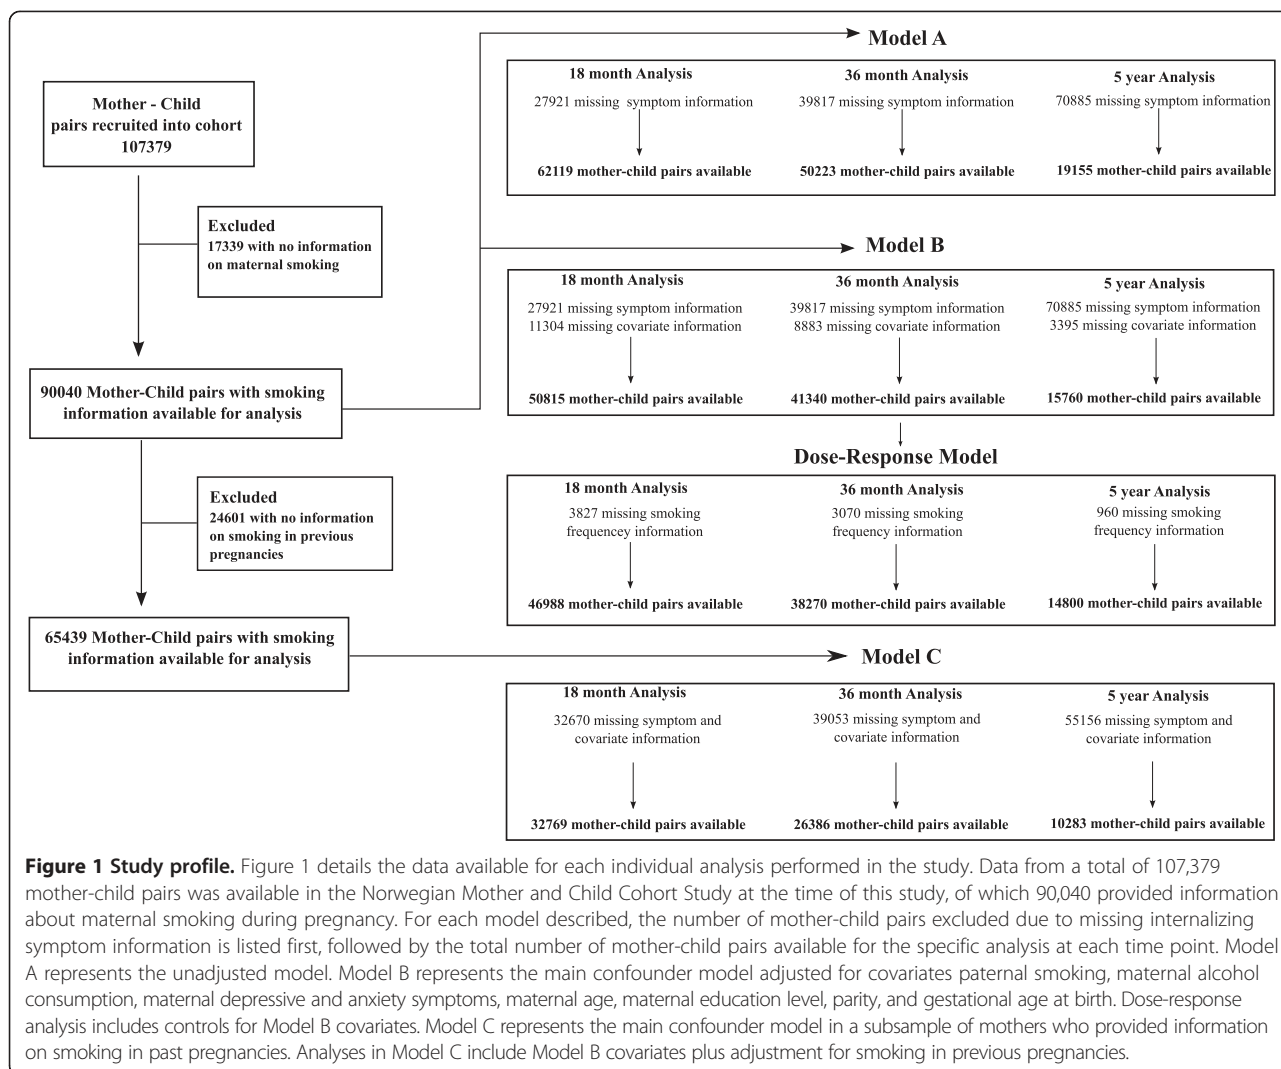 Mother - Child
pairs recruited into cohort
107379
Excluded
17339 with no information
on maternal smoking
90040 Mother-Child pairs with smoking
information available for analysis
Excluded
24601 with no information
on smoking in previous
pregnancies
65439 Mother-Child pairs with smoking
information available for analysis
Model A
18 month Analysis
27921 missing symptom information
62119 mother-child pairs available
36 month Analysis
39817 missing symptom information
50223 mother-child pairs available
5 year Analysis
70885 missing symptom information
19155 mother-child pairs available
Model B
18 month Analysis
27921 missing symptom information
11304 missing covariate information
50815 mother-child pairs available
36 month Analysis
39817 missing symptom information
8883 missing covariate information
41340 mother-child pairs available
5 year Analysis
70885 missing symptom information
3395 missing covariate information
15760 mother-child pairs available
Dose-Response Model
18 month Analysis
3827 missing smoking
frequencey information
46988 mother-child pairs available
36 month Analysis
3070 missing smoking
frequency information
38270 mother-child pairs available
5 year Analysis
960 missing smoking
frequency information
14800 mother-child pairs available
Model C
18 month Analysis
32670 missing symptom and
covariate information
32769 mother-child pairs available
36 month Analysis
39053 missing symptom and
covariate information
26386 mother-child pairs available
5 year Analysis
55156 missing symptom and
covariate information
10283 mother-child pairs available
Figure 1 Study profile. Figure 1 details the data available for each individual analysis performed in the study. Data from a total of 107,379
mother-child pairs was available in the Norwegian Mother and Child Cohort Study at the time of this study, of which 90,040 provided information
about maternal smoking during pregnancy. For each model described, the number of mother-child pairs excluded due to missing internalizing
symptom information is listed first, followed by the total number of mother-child pairs available for the specific analysis at each time point. Model
A represents the unadjusted model. Model B represents the main confounder model adjusted for covariates paternal smoking, maternal alcohol
consumption, maternal depressive and anxiety symptoms, maternal age, maternal education level, parity, and gestational age at birth. Dose-response
analysis includes controls for Model B covariates. Model C represents the main confounder model in a subsample of mothers who provided information
on smoking in past pregnancies. Analyses in Model C include Model B covariates plus adjustment for smoking in previous pregnancies.